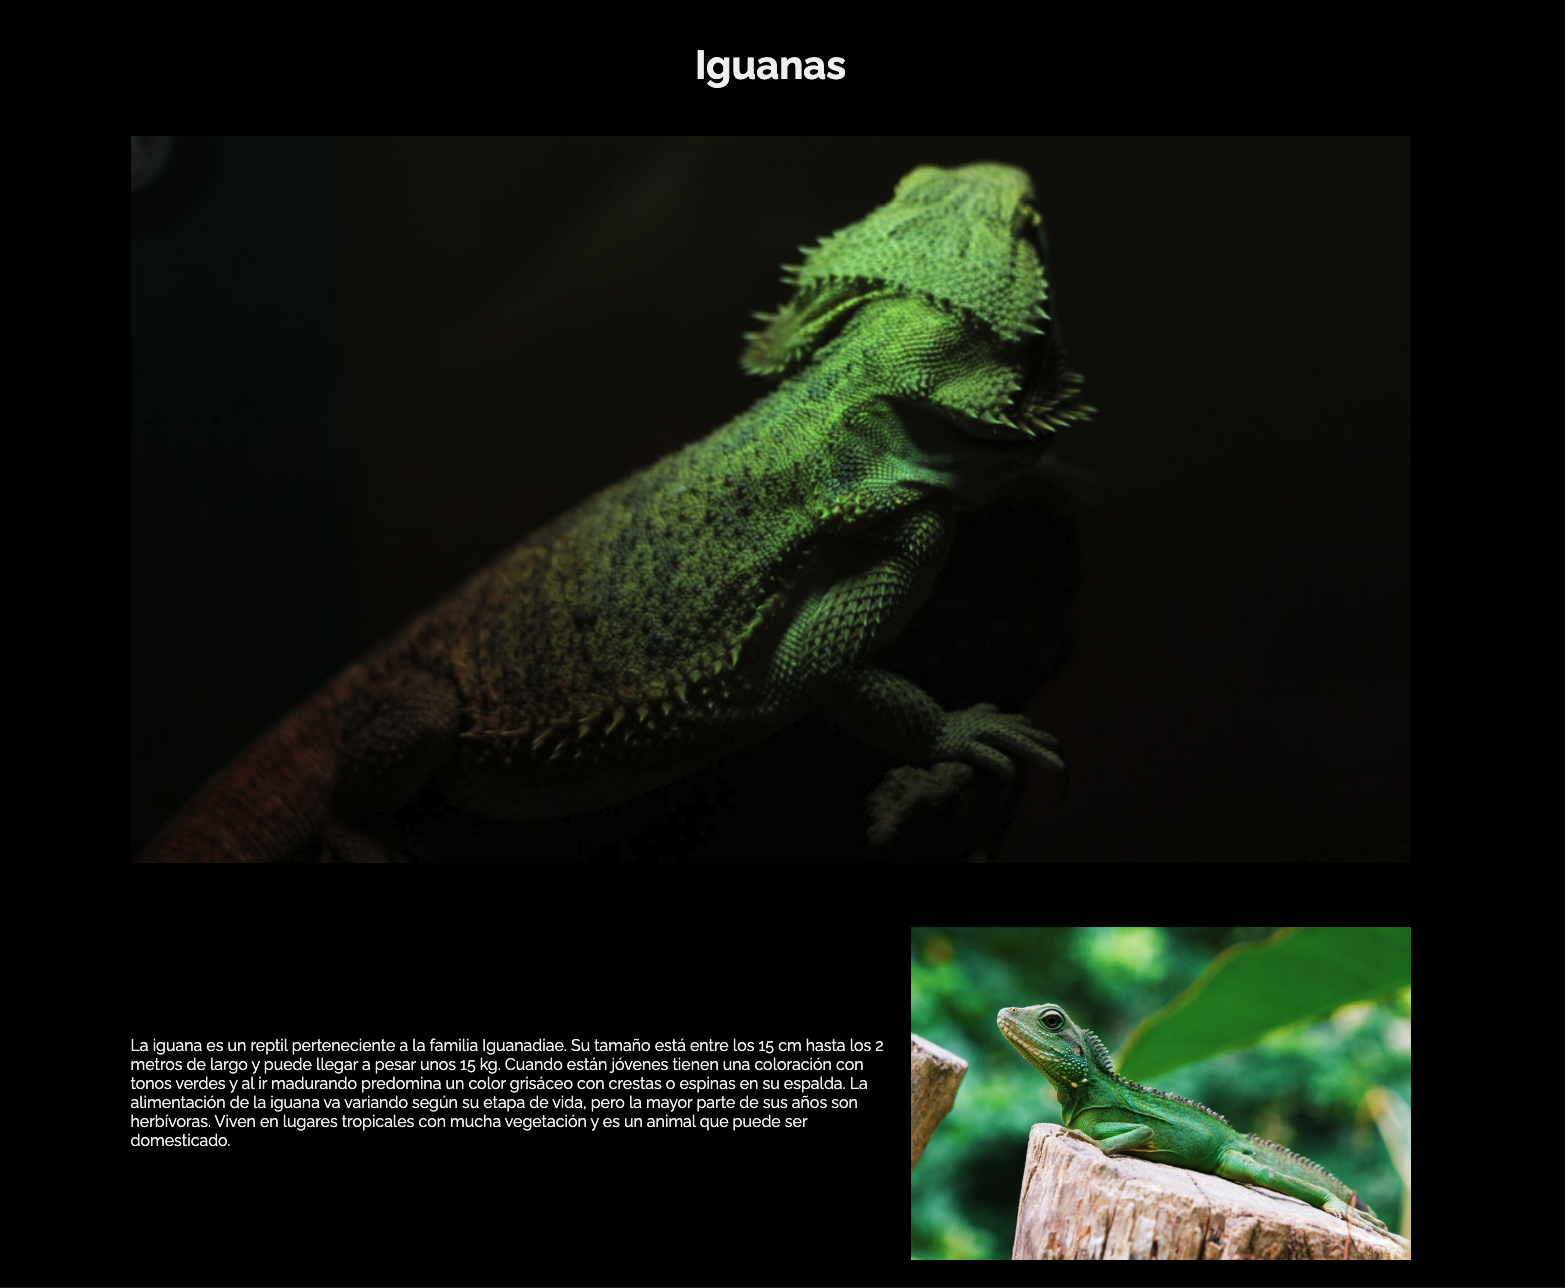 Iguanas
La iguana es un reptil perteneciente a la familia Iguanadiae. Su tamaño está entre los 15 cm hasta los 2
metros de largo y puede llegar a pesar unos 15 kg. Cuando están jóvenes tienen una coloración con
tonos verdes y al ir madurando predomina un color grisáceo con crestas o espinas en su espalda. La
alimentación de la iguana va variando según su etapa de vida, pero la mayor parte de sus años son
herbívoras. Viven en lugares tropicales con mucha vegetación y es un animal que puede ser
domesticado.